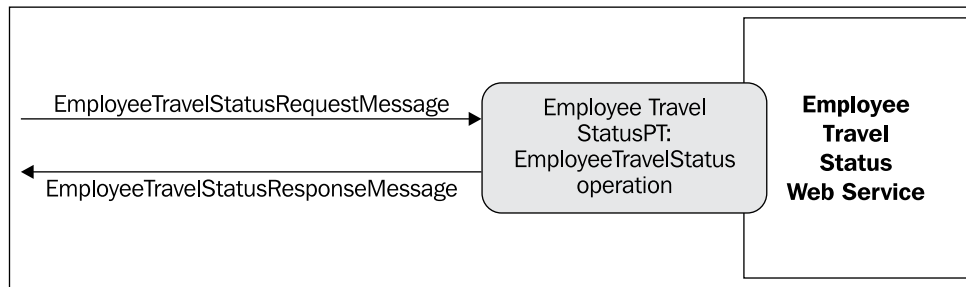 EmployeeTravelStatusRequestMessage
EmployeeTravelStatusResponseMessage
Employee Travel
StatusPT:
EmployeeTravelStatus
operation
Employee
Travel
Status
Web Service